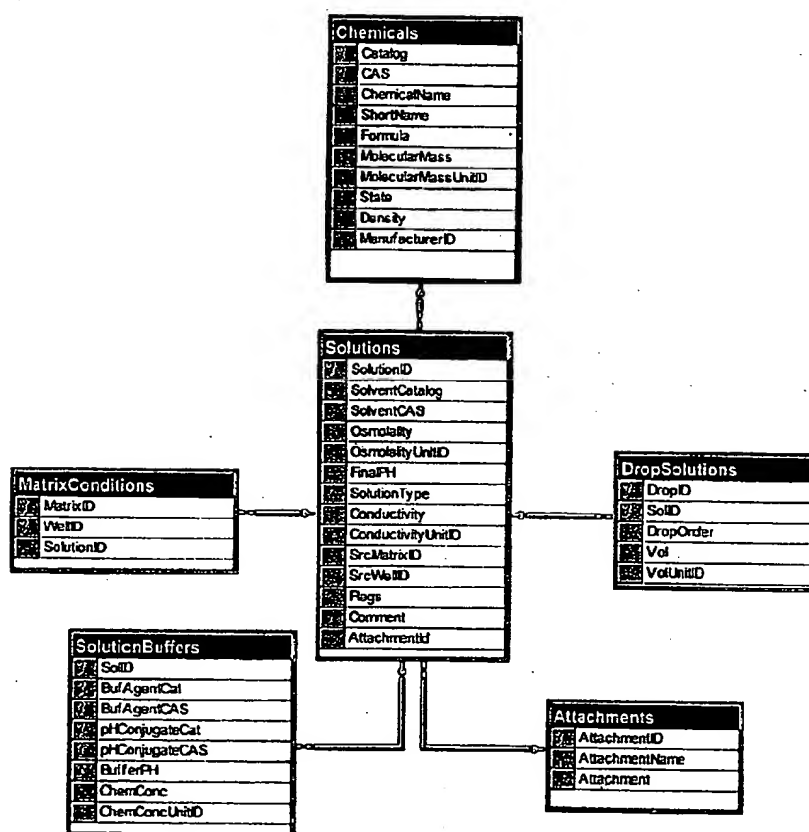 Chemicals
Catalog
CAS
ChemicalName
ShortName
Formula
MolecularMass
MolecularMassUnitID
State
Density
ManufacturerID
Solutions
SolutionID
SolventCatalog
SolventCAS
Osmolality
OsmolalityUnitID
FinalPH
SolutionType
Conductivity
ConductivityUnitID
SrcMatrixID
SrcWellID
Flags
Comment
AttachmentId
MatrixConditions
MatrixID
WellID
SolutionID
DropSolutions
DropID
SolID
DropOrder
Vol
VolUnitID
SolutionBuffers
SolID
BufAgentCat
BufAgentCAS
pHConjugateCat
pHConjugateCAS
BufferPH
ChemConc
ChemConcUnitID
Attachments
AttachmentID
AttachmentName
Attachment